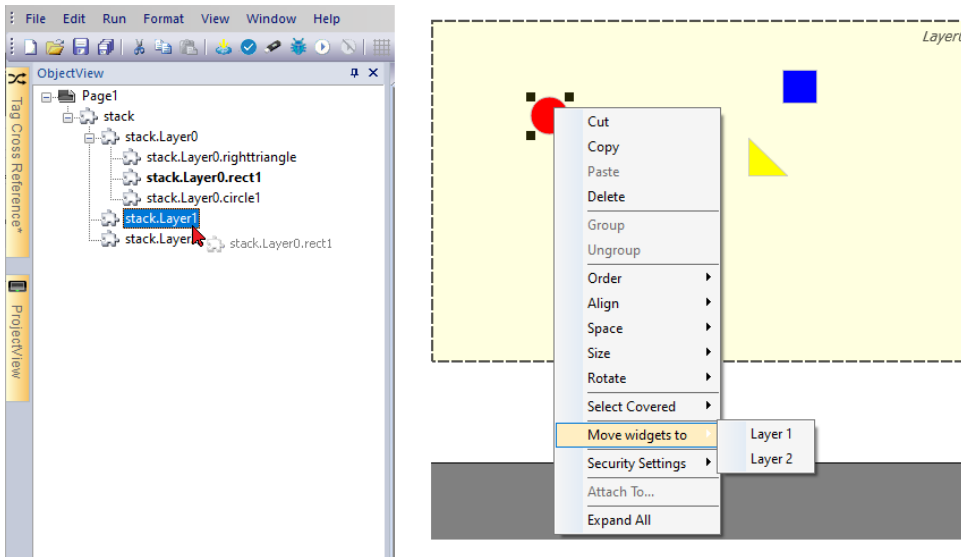 File Edit Run Format View Window Help
ObjectView
Tag Cross Reference*
ProjectView
Page1
stack
stack.Layer0
stack.Layer0.righttriangle
stack.Layer0.rect1
stack.Layer0.circle1
stack.Layer1
stack.Layer
stack.Layer0.rect1
Layer0
Cut
Copy
Paste
Delete
Group
Ungroup
Order
Align
Space
Size
Rotate
Select Covered
Move widgets to
Layer 1
Layer 2
Security Settings
Attach To...
Expand All